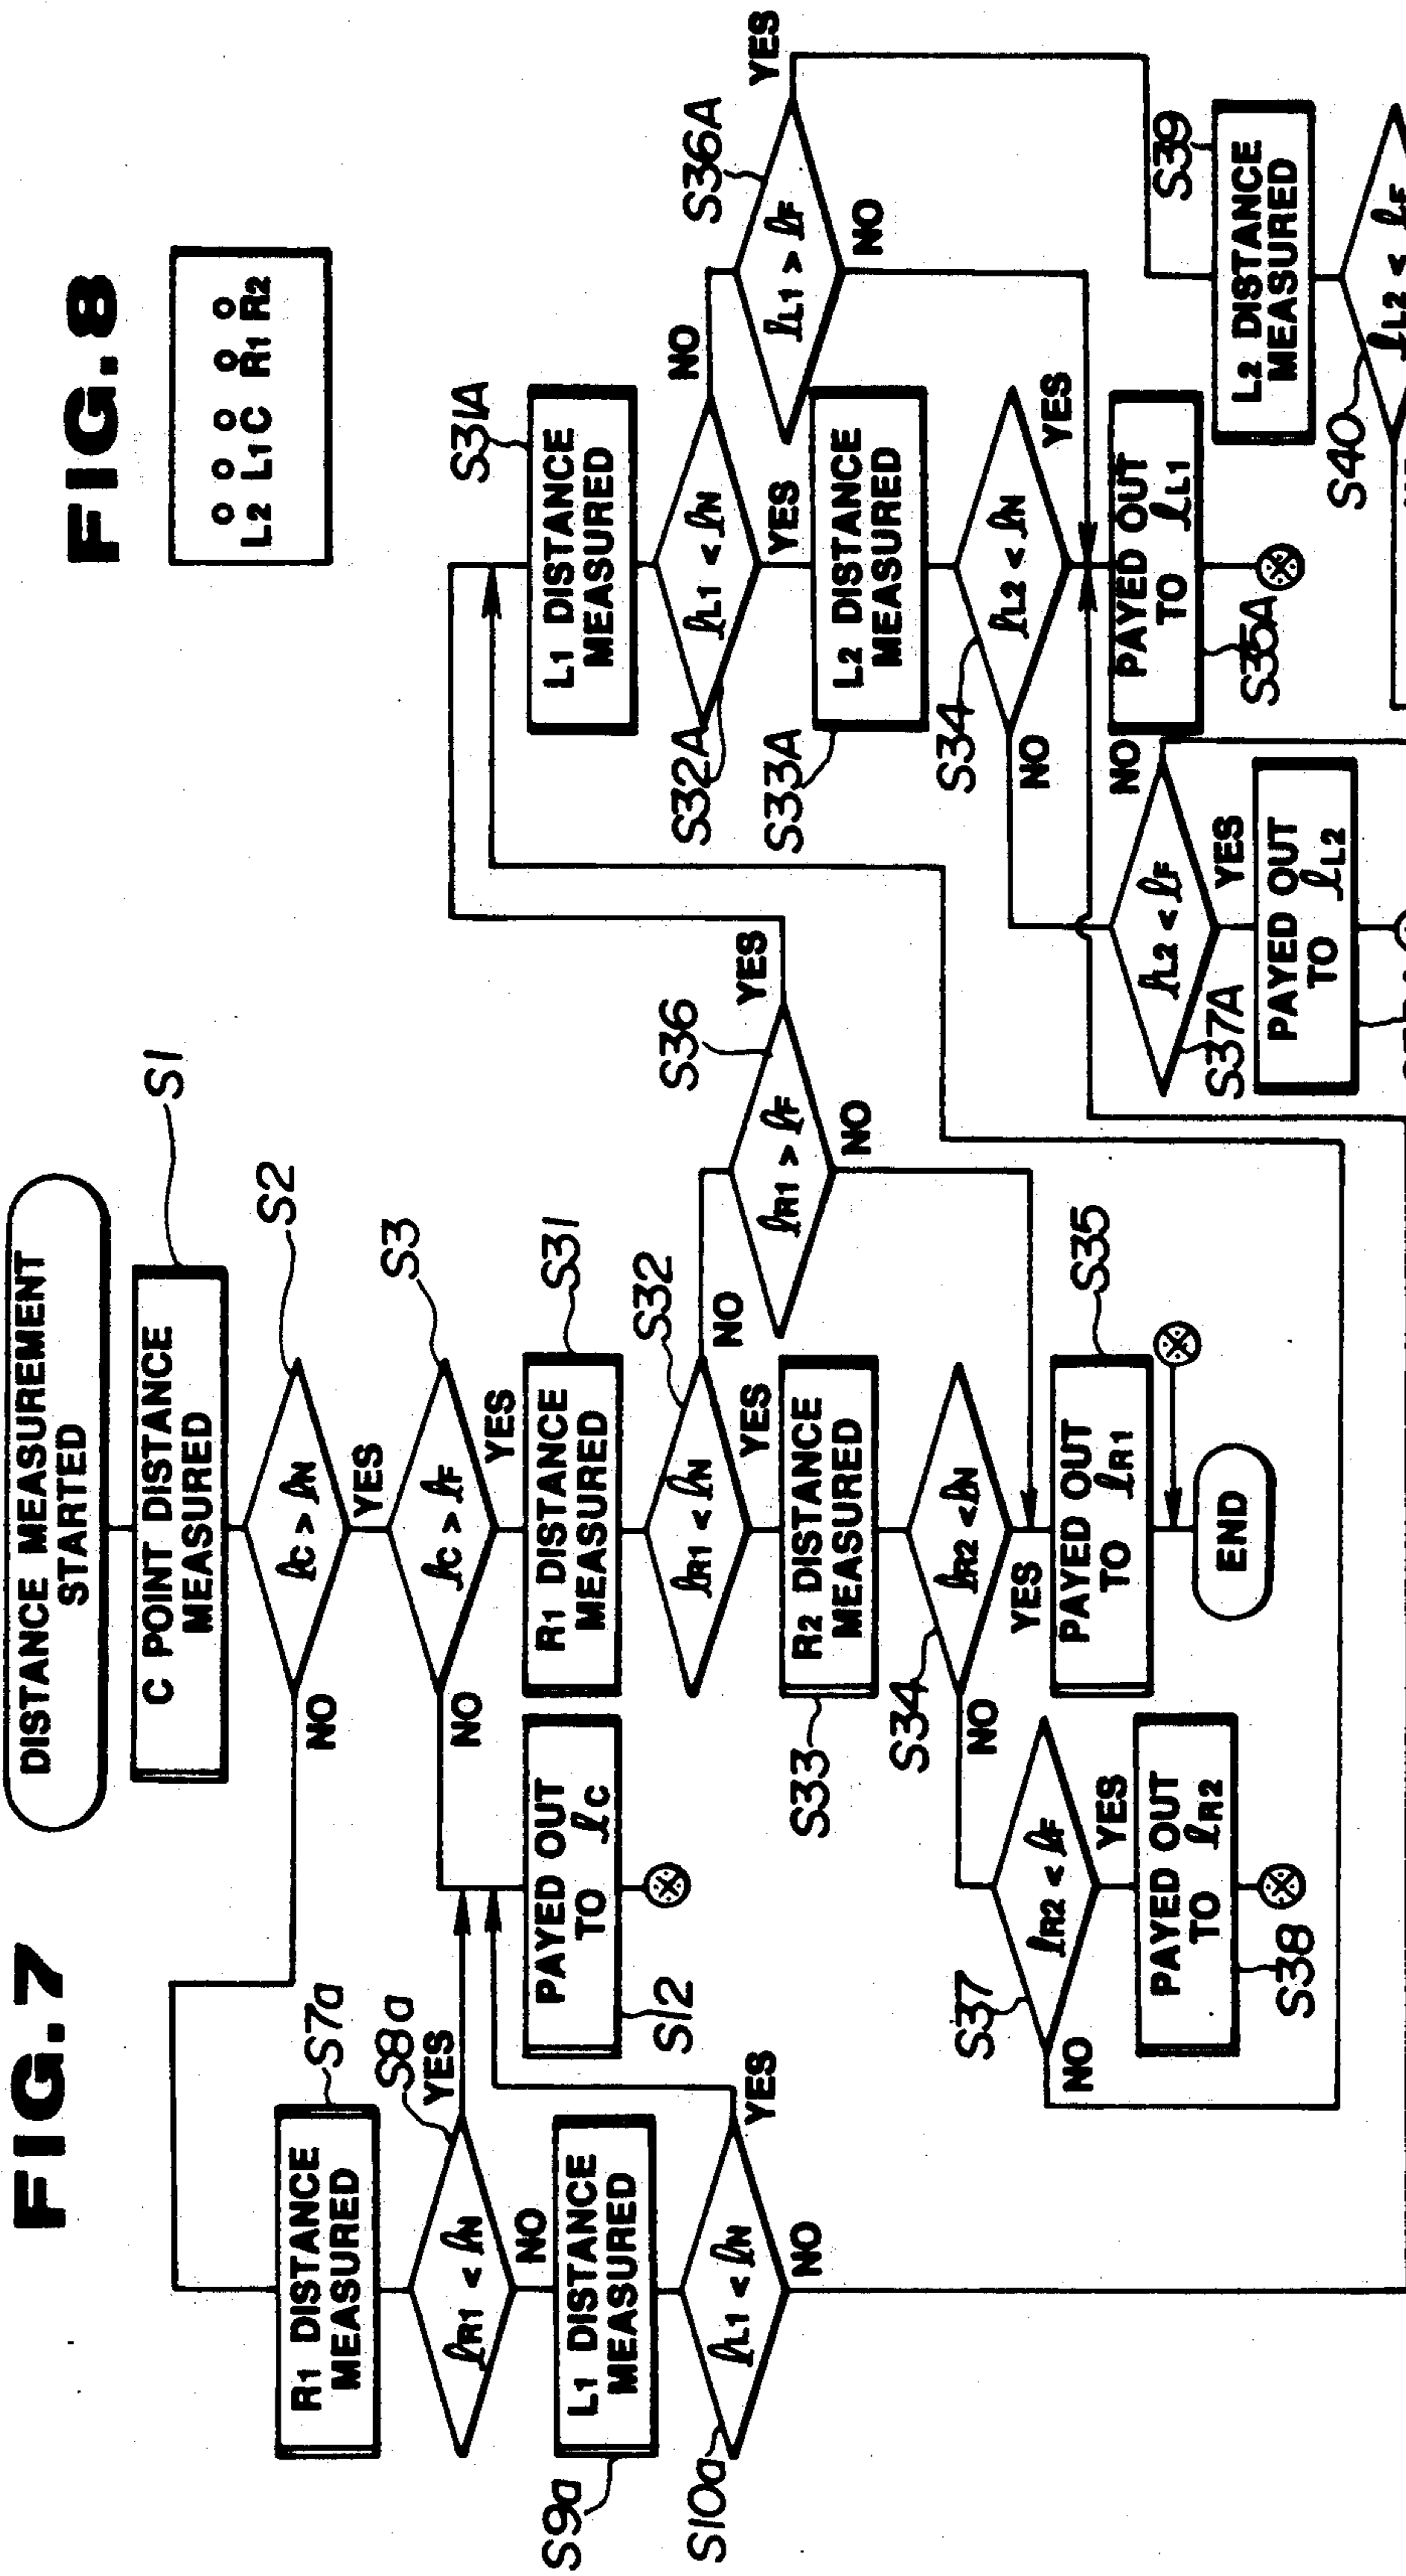 FIG.7
DISTANCE MEASUREMENT
STARTED
C POINT DISTANCE
MEASURED
S1
ℓC > ℓN
S2
NO
YES
ℓC > ℓF
S3
NO
YES
R1 DISTANCE
MEASURED
S7a
ℓR1 < ℓN
S8a
YES
NO
L1 DISTANCE
MEASURED
S9a
ℓL1 < ℓN
S10a
YES
NO
PAYED OUT
TO ℓC
S12
R1 DISTANCE
MEASURED
S31
ℓR1 < ℓN
S32
NO
YES
R2 DISTANCE
MEASURED
S33
ℓR2 < ℓN
S34
NO
YES
ℓR1 > ℓF
S36
YES
NO
PAYED OUT
TO ℓR1
S35
END
ℓR2 < ℓF
S37
NO
YES
PAYED OUT
TO ℓR2
S38
FIG.8
L2 L1 C R1 R2
L1 DISTANCE
MEASURED
S31A
ℓL1 < ℓN
S32A
NO
YES
ℓL1 > ℓF
S36A
YES
NO
L2 DISTANCE
MEASURED
S33A
ℓL2 < ℓN
S34
NO
YES
PAYED OUT
TO ℓL1
S35A
ℓL2 < ℓF
S37A
NO
YES
PAYED OUT
TO ℓL2
L2 DISTANCE
MEASURED
S39
ℓL2 < ℓF
S40